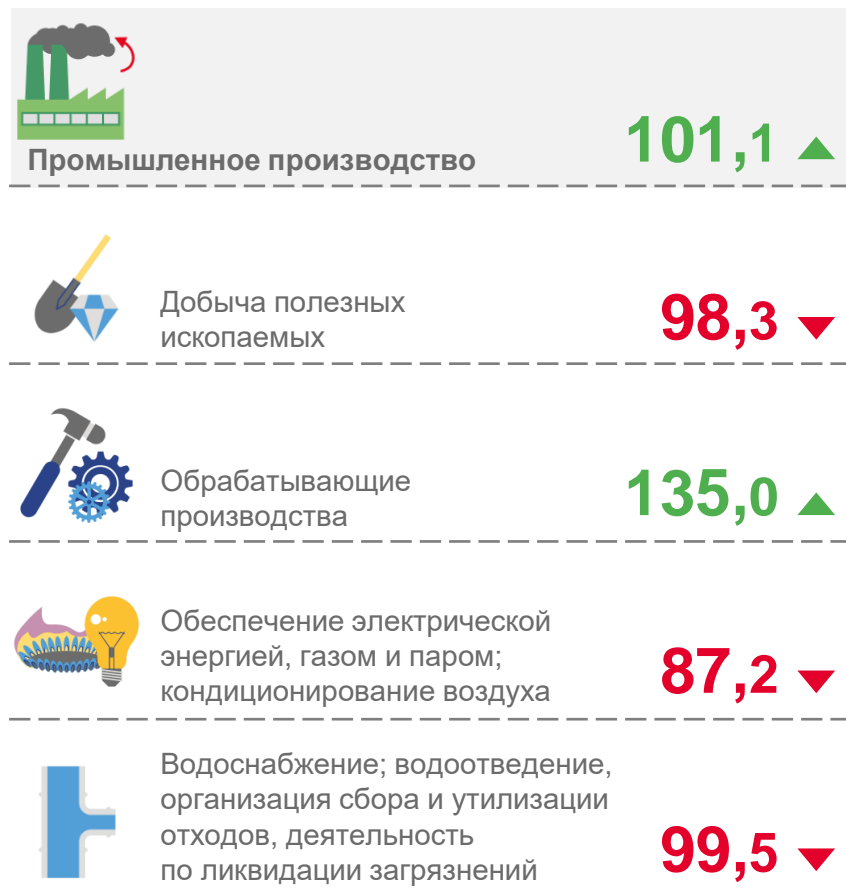 101,1
Промышленное производство
Добыча полезных
ископаемых
98,3
Обрабатывающие
производства
135,0
Обеспечение электрической
энергией, газом и паром;
кондиционирование воздуха
87,2
Водоснабжение; водоотведение,
организация сбора и утилизации
отходов, деятельность
по ликвидации загрязнений
99,5